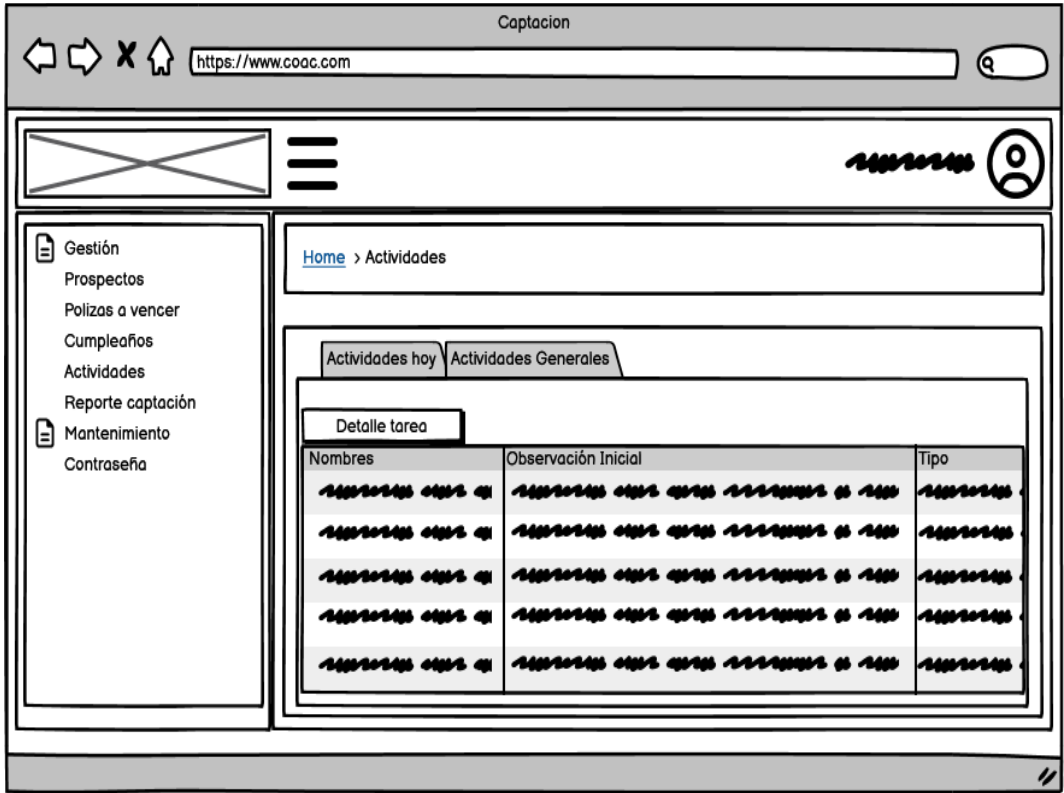 Captacion
https://www.coac.com
Gestión
Prospectos
Polizas a vencer
Cumpleaños
Actividades
Reporte captación
Mantenimiento
Contraseña
Home > Actividades
Actividades hoy Actividades Generales
Detalle tarea
Nombres Observación Inicial Tipo